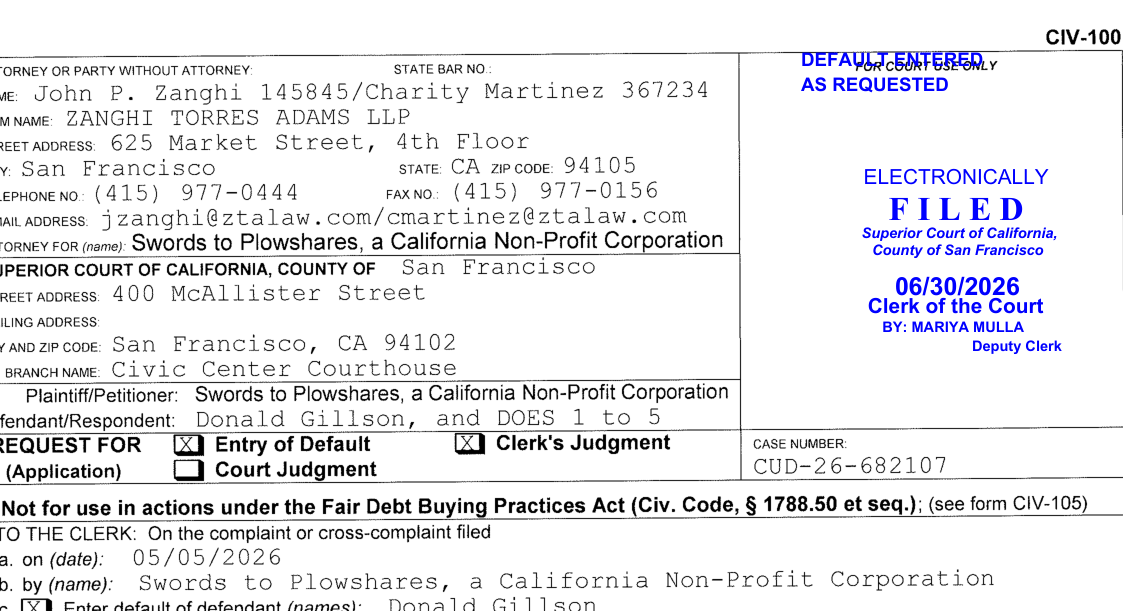 CIV-100
TORNEY OR PARTY WITHOUT ATTORNEY: STATE BAR NO.:
ME: John P. Zanghi 145845/Charity Martinez 367234
M NAME: ZANGHI TORRES ADAMS LLP
REET ADDRESS: 625 Market Street, 4th Floor
Y: San Francisco STATE: CA ZIP CODE: 94105
LEPHONE NO.: (415) 977-0444 FAX NO.: (415) 977-0156
MAIL ADDRESS: jzanghi@ztalaw.com/cmartinez@ztalaw.com
TORNEY FOR (name): Swords to Plowshares, a California Non-Profit Corporation
DEFAULT ENTERED
FOR COURT USE ONLY
AS REQUESTED
ELECTRONICALLY
FILED
Superior Court of California,
County of San Francisco
06/30/2026
Clerk of the Court
BY: MARIYA MULLA
Deputy Clerk
UPERIOR COURT OF CALIFORNIA, COUNTY OF San Francisco
REET ADDRESS: 400 McAllister Street
ILING ADDRESS:
Y AND ZIP CODE: San Francisco, CA 94102
BRANCH NAME: Civic Center Courthouse
Plaintiff/Petitioner: Swords to Plowshares, a California Non-Profit Corporation
fendant/Respondent: Donald Gillson, and DOES 1 to 5
REQUEST FOR X Entry of Default X Clerk's Judgment
(Application) Court Judgment
CASE NUMBER:
CUD-26-682107
Not for use in actions under the Fair Debt Buying Practices Act (Civ. Code, § 1788.50 et seq.); (see form CIV-105)
TO THE CLERK: On the complaint or cross-complaint filed
a. on (date): 05/05/2026
b. by (name): Swords to Plowshares, a California Non-Profit Corporation
c. X Enter default of defendant (names): Donald Gillson